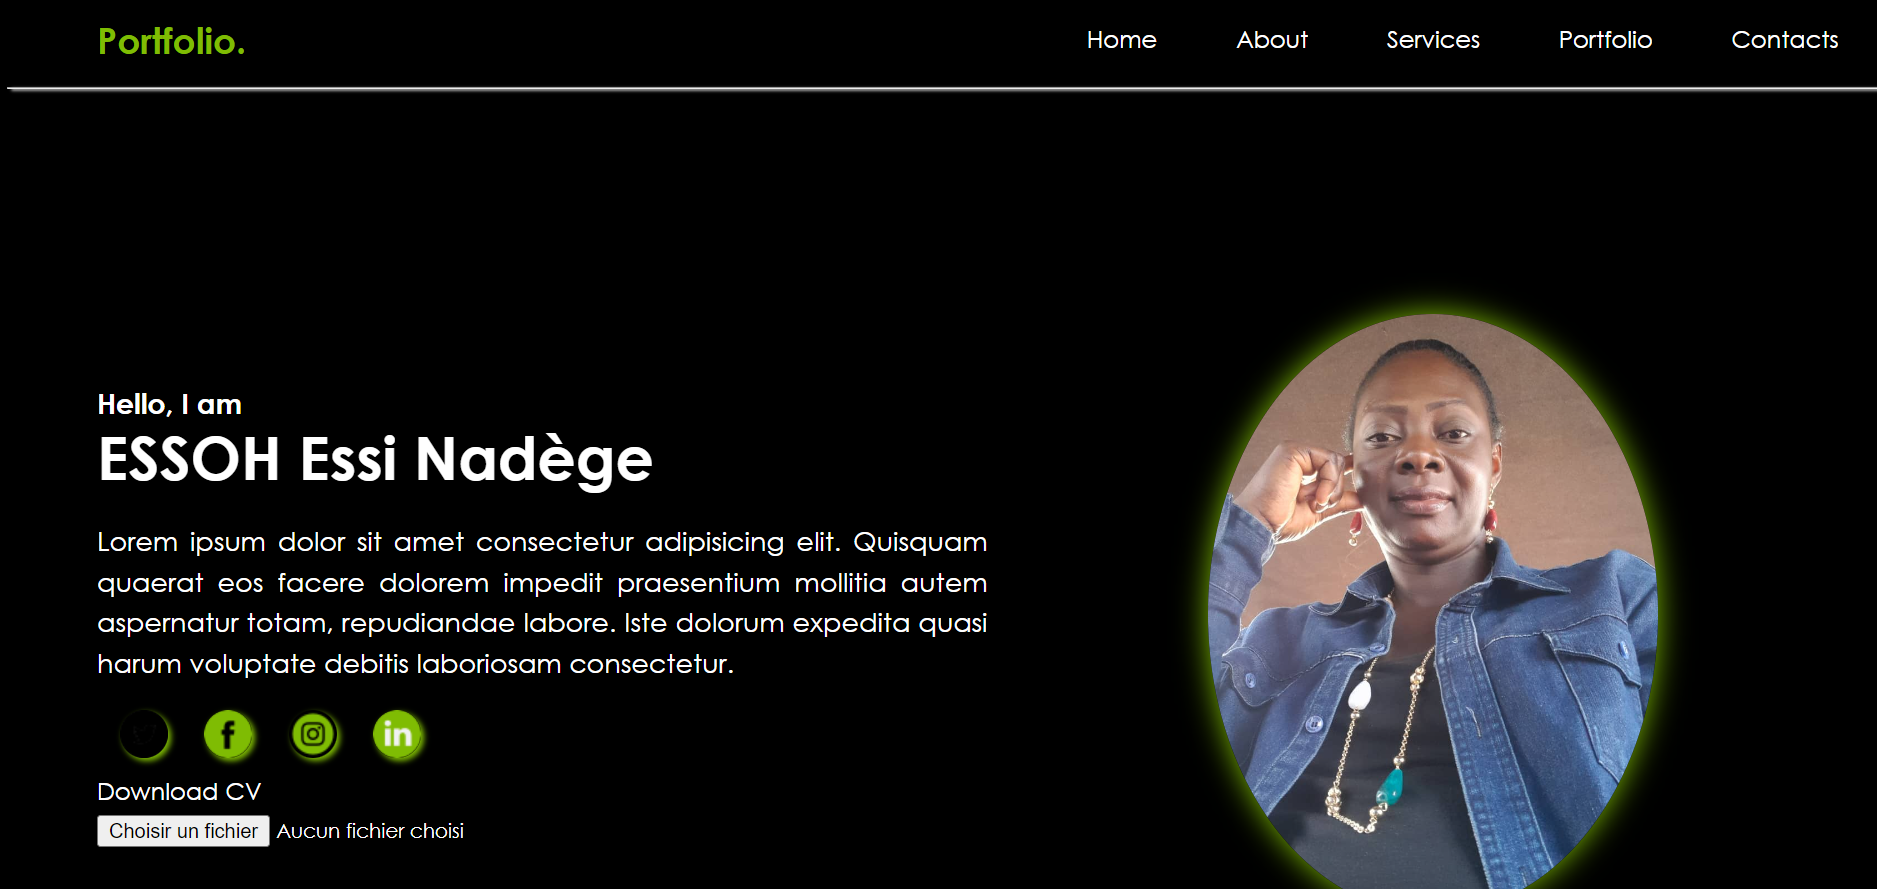 Portfolio.
Home About Services Portfolio Contacts
Hello, I am
ESSOH Essi Nadège
Lorem ipsum dolor sit amet consectetur adipisicing elit. Quisquam
quaerat eos facere dolorem impedit praesentium mollitia autem
aspernatur totam, repudiandae labore. Iste dolorum expedita quasi
harum voluptate debitis laboriosam consectetur.
f
in
Download CV
Choisir un fichier Aucun fichier choisi